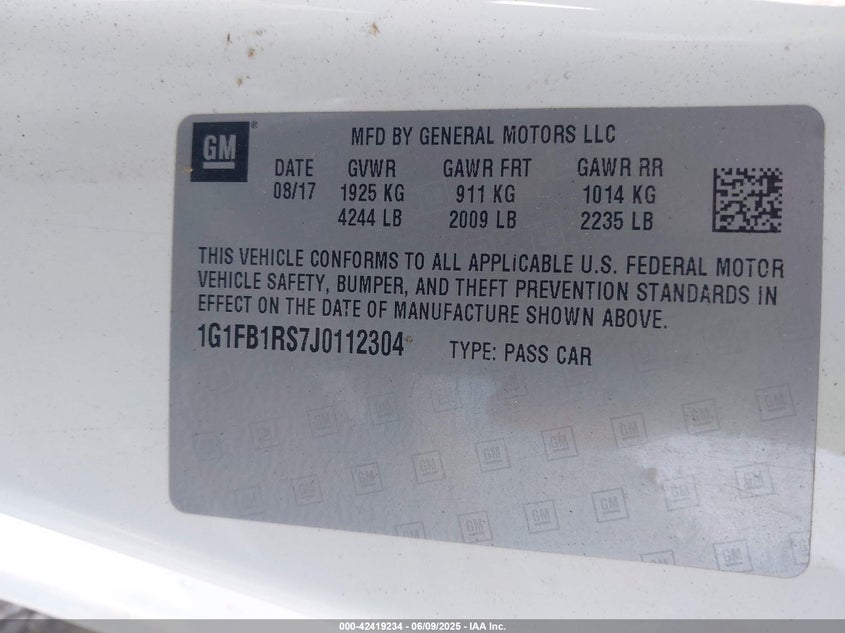 GM®
MFD BY GENERAL MOTORS LLC
DATE GVWR GAWR FRT GAWR RR
08/17 1925 KG 911 KG 1014 KG
4244 LB 2009 LB 2235 LB
THIS VEHICLE CONFORMS TO ALL APPLICABLE U.S. FEDERAL MOTOR
VEHICLE SAFETY, BUMPER, AND THEFT PREVENTION STANDARDS IN
EFFECT ON THE DATE OF MANUFACTURE SHOWN ABOVE.
1G1FB1RS7J0112304 TYPE: PASS CAR
000-42419234 - 06/09/2025 - IAA Inc.